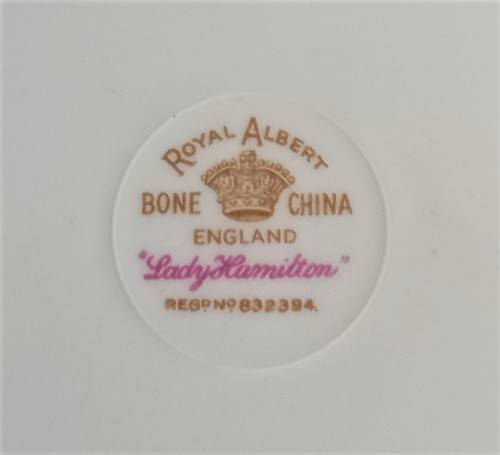 ROYAL ALBERT
BONE CHINA
ENGLAND
"Lady Hamilton"
REGD NO 832394.